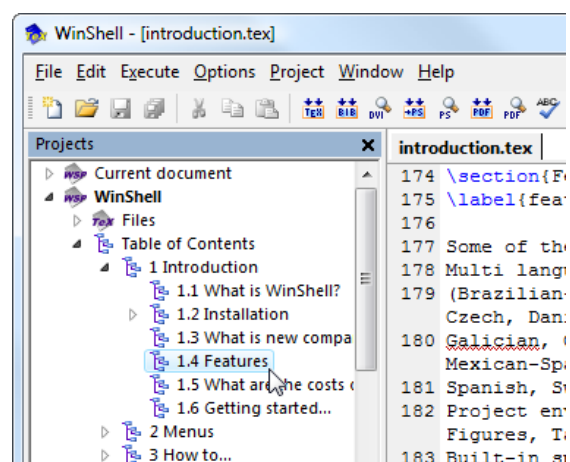 WinShell - [introduction.tex]
File Edit Execute Options Project Window Help
TEX BIB DVI PS PS PDF PDF ABC
Projects
introduction.tex
WSP Current document
WSP WinShell
TeX Files
Table of Contents
1 Introduction
1.1 What is WinShell?
1.2 Installation
1.3 What is new compa
1.4 Features
1.5 What are the costs
1.6 Getting started...
2 Menus
3 How to...
174 \section{Fe
175 \label{feat
176
177 Some of the
178 Multi langu
179 (Brazilian-
Czech, Dani
180 Galician,
Mexican-Spa
181 Spanish, Sw
182 Project env
Figures, Ta
183 Built-in sp